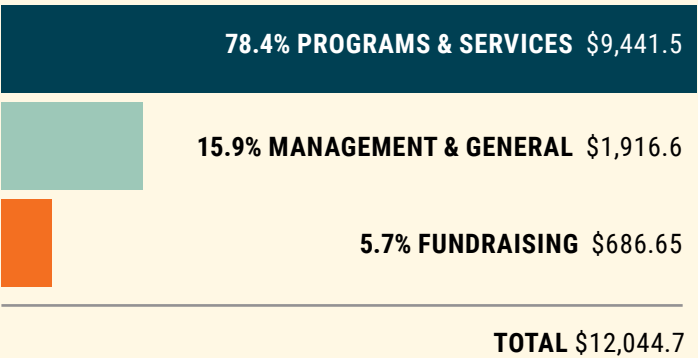 78.4% PROGRAMS & SERVICES $9,441.5
15.9% MANAGEMENT & GENERAL $1,916.6
5.7% FUNDRAISING $686.65
TOTAL $12,044.7